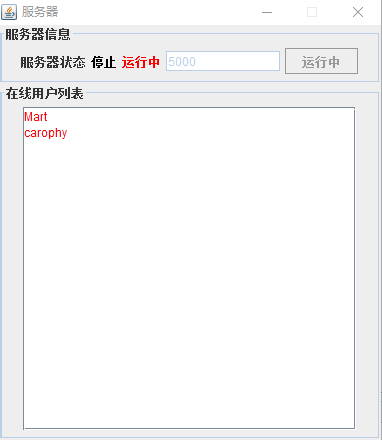 服务器
服务器信息
服务器状态 停止 运行中 5000 运行中
在线用户列表
Mart
carophy